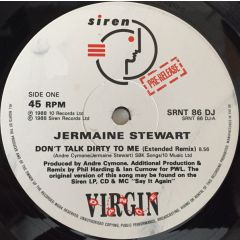 siren
PRE-RELEASE
SIDE ONE
45 RPM
℗ 1988 10 Records Ltd
© 1988 Siren Records Ltd
SRNT 86 DJ
SRNT 86 DJA
JERMAINE STEWART
DON'T TALK DIRTY TO ME (Extended Remix) 8.56
(Andre Cymone/Jermaine Stewart) SBK Songs/10 Music Ltd
Produced by Andre Cymone. Additional Production &
Remix by Phil Harding & Ian Curnow for PWL. The
original version of this song may be found on the
Siren LP, CD & MC "Say It Again"
VIRGIN